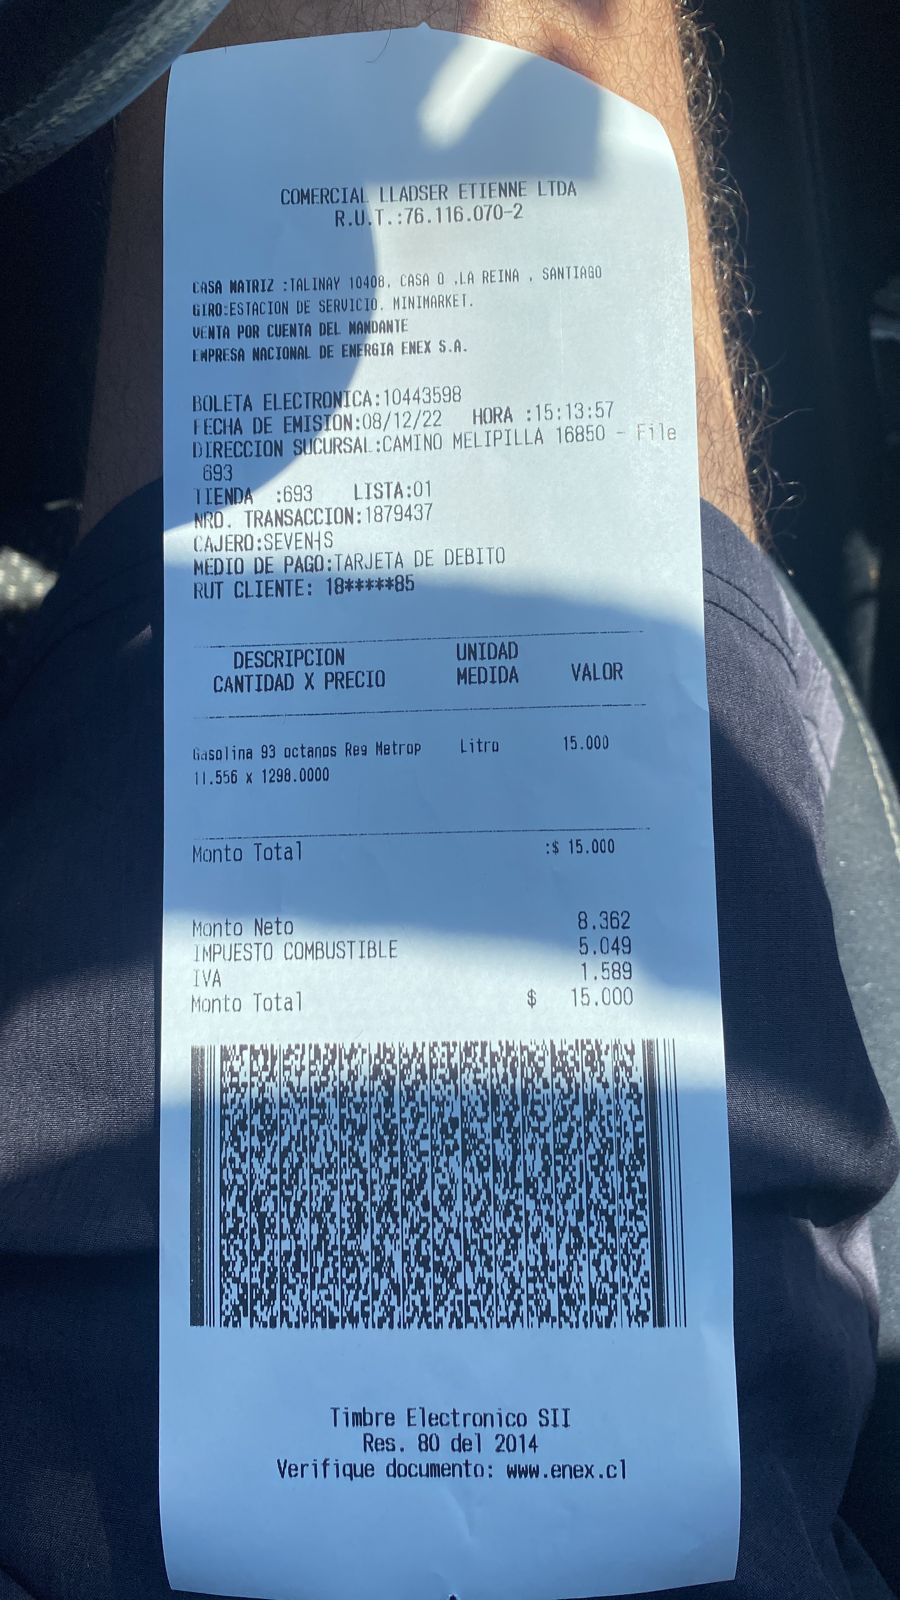 COMERCIAL LLADSER ETIENNE LTDA
R.U.T.:76.116.070-2
CASA MATRIZ :TALINAY 10408, CASA O ,LA REINA , SANTIAGO
GIRO:ESTACION DE SERVICIO. MINIMARKET.
VENTA POR CUENTA DEL MANDANTE
EMPRESA NACIONAL DE ENERGIA ENEX S.A.
BOLETA ELECTRONICA:10443598
FECHA DE EMISION:08/12/22 HORA :15:13:57
DIRECCION SUCURSAL:CAMINO MELIPILLA 16850 - File
693
TIENDA :693 LISTA:01
NRO. TRANSACCION:1879437
CAJERO:SEVENHS
MEDIO DE PAGO:TARJETA DE DEBITO
RUT CLIENTE: 18*****85
DESCRIPCION UNIDAD
CANTIDAD X PRECIO MEDIDA VALOR
Gasolina 93 octanos Reg Metrop Litro 15.000
11.556 x 1298.0000
Monto Total :$ 15.000
Monto Neto 8.362
IMPUESTO COMBUSTIBLE 5.049
IVA 1.589
Monto Total $ 15.000
Timbre Electronico SII
Res. 80 del 2014
Verifique documento: www.enex.cl